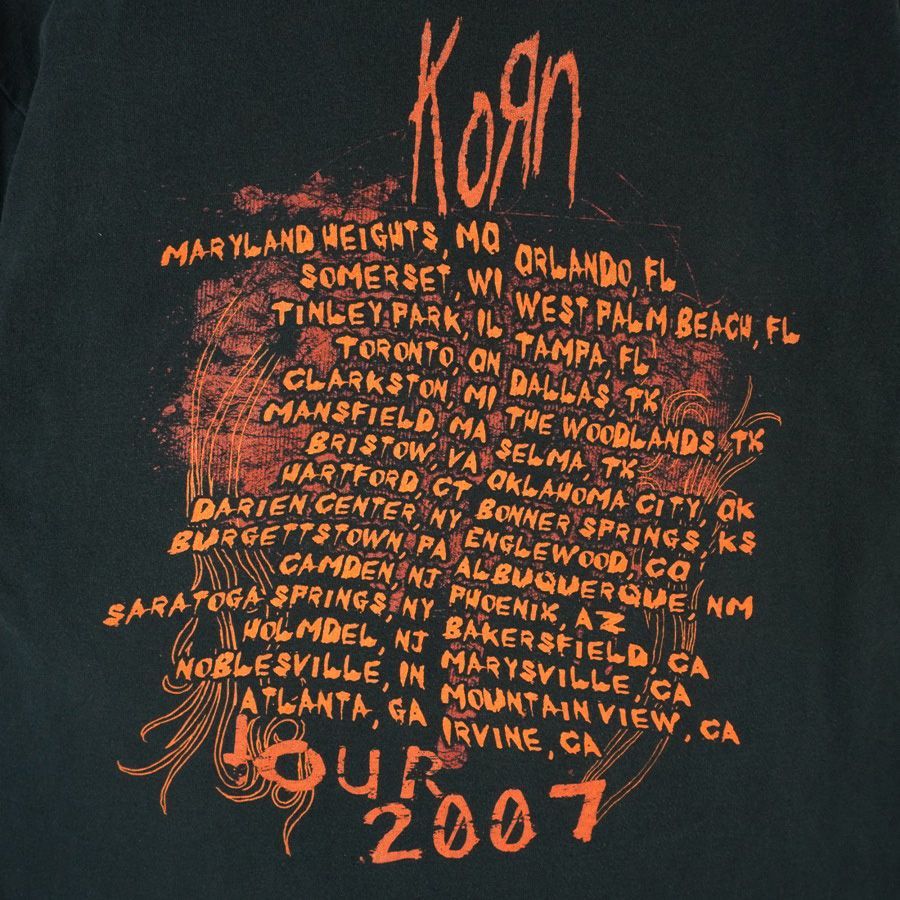 KoЯn
MARYLAND HEIGHTS, MO
SOMERSET, WI
TINLEY PARK, IL
TORONTO, ON
CLARKSTON, MI
MANSFIELD, MA
BRISTOW, VA
HARTFORD, CT
DARIEN CENTER, NY
BURGETTSTOWN, PA
CAMDEN, NJ
SARATOGA SPRINGS, NY
HOLMDEL, NJ
NOBLESVILLE, IN
ATLANTA, GA
ORLANDO, FL
WEST PALM BEACH, FL
TAMPA, FL
DALLAS, TX
THE WOODLANDS, TX
SELMA, TX
OKLAHOMA CITY, OK
BONNER SPRINGS, KS
ENGLEWOOD, CO
ALBUQUERQUE, NM
PHOENIX, AZ
BAKERSFIELD, CA
MARYSVILLE, CA
MOUNTAIN VIEW, CA
IRVINE, CA
TOUR
2007